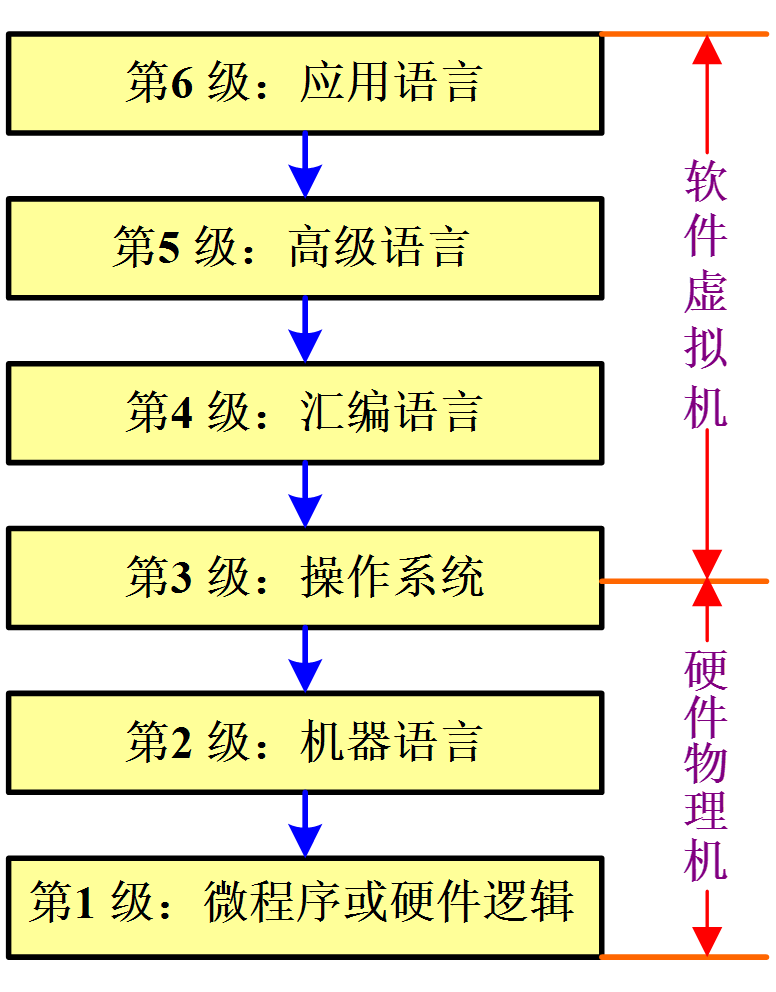 第6 级：应用语言
第5 级：高级语言
第4 级：汇编语言
第3 级：操作系统
第2 级：机器语言
第1 级：微程序或硬件逻辑
软件虚拟机
硬件物理机